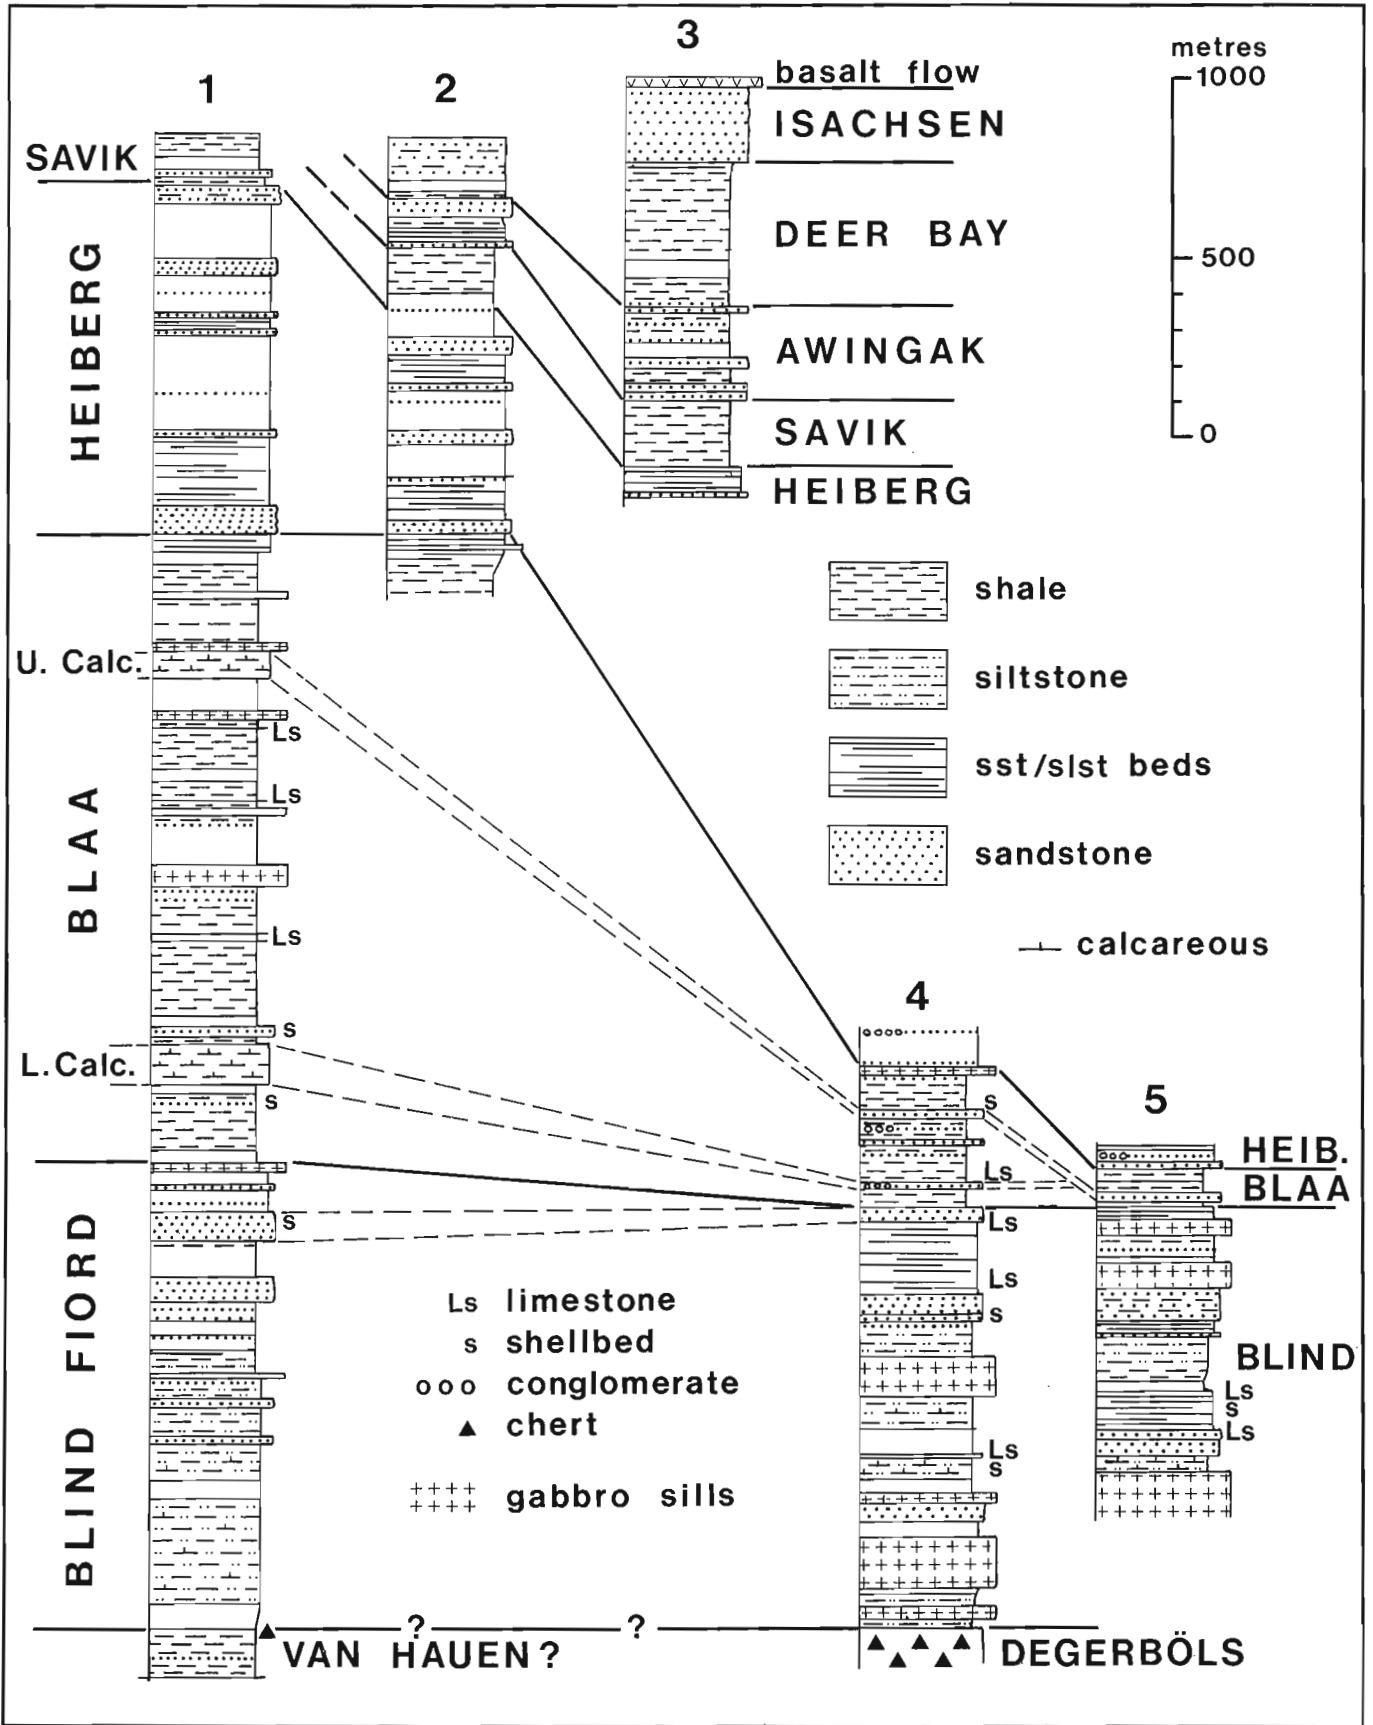 1
2
3
4
5
metres
1000
500
0
SAVIK
HEIBERG
U. Calc.
BLAA
L. Calc.
BLIND FIORD
Ls
Ls
Ls
s
s
s
basalt flow
ISACHSEN
DEER BAY
AWINGAK
SAVIK
HEIBERG
shale
siltstone
sst/slst beds
sandstone
calcareous
s
Ls
Ls
Ls
s
Ls
s
HEIB.
BLAA
BLIND
Ls
s
Ls
Ls limestone
s shellbed
ooo conglomerate
▲ chert
gabbro sills
? ?
VAN HAUEN?
DEGERBÖLS